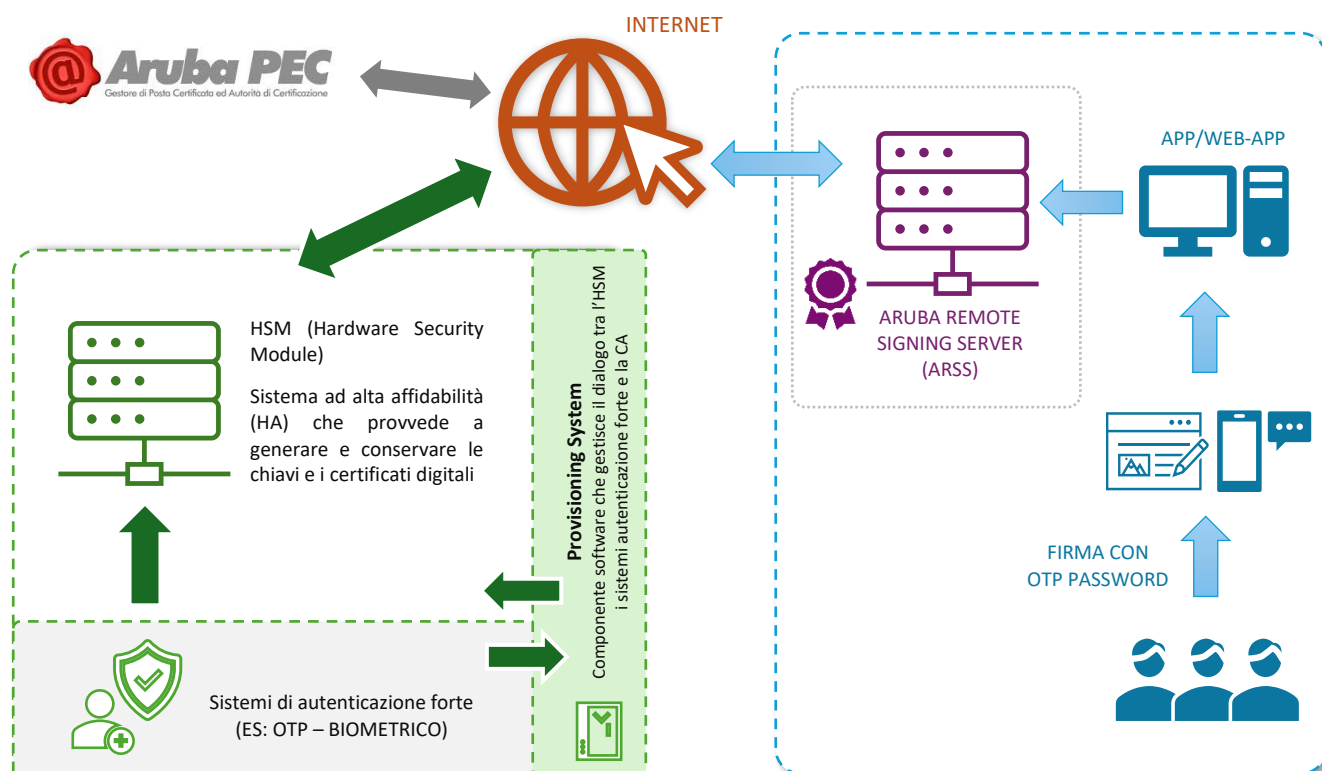 INTERNET
@ Aruba PEC
Gestore di Posta Certificata ed Autorità di Certificazione
APP/WEB-APP
ARUBA REMOTE
SIGNING SERVER
(ARSS)
FIRMA CON
OTP PASSWORD
HSM (Hardware Security
Module)
Sistema ad alta affidabilità
(HA) che provvede a
generare e conservare le
chiavi e i certificati digitali
Provisioning System
Componente software che gestisce il dialogo tra l'HSM
i sistemi autenticazione forte e la CA
Sistemi di autenticazione forte
(ES: OTP – BIOMETRICO)